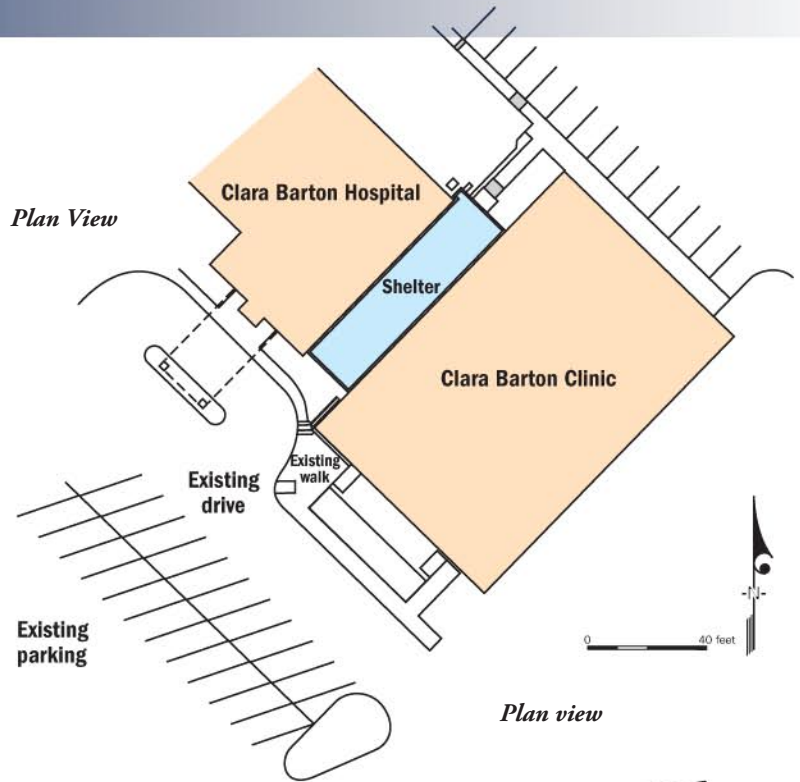 Plan View
Clara Barton Hospital
Shelter
Clara Barton Clinic
Existing
walk
Existing
drive
Existing
parking
-N-
0 40 feet
Plan view